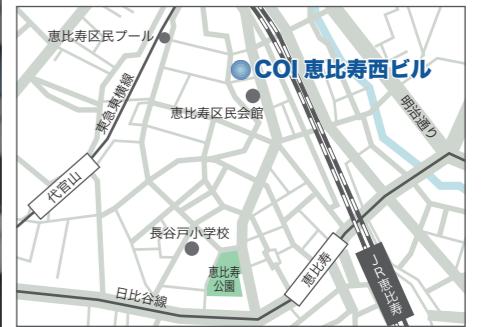 恵比寿区民プール
COI 恵比寿西ビル
東急東横線
恵比寿区民会館
明治通り
代官山
長谷戸小学校
恵比寿
公園
恵比寿
JR恵比寿
日比谷線